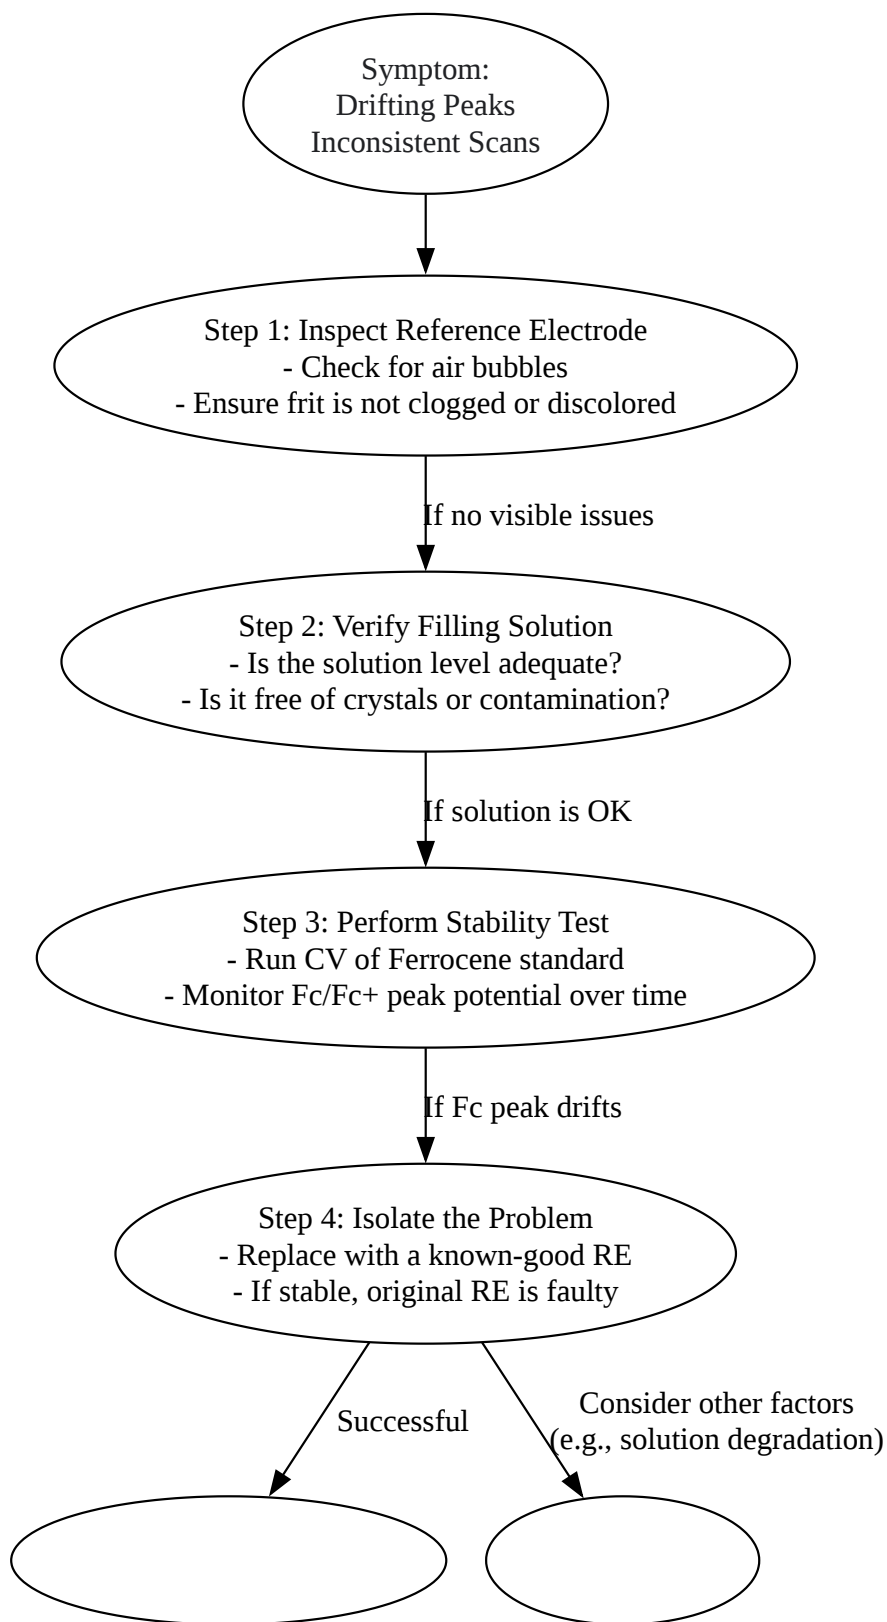 Symptom:
Drifting Peaks
Inconsistent Scans
Step 1: Inspect Reference Electrode
- Check for air bubbles
- Ensure frit is not clogged or discolored
If no visible issues
Step 2: Verify Filling Solution
- Is the solution level adequate?
- Is it free of crystals or contamination?
If solution is OK
Step 3: Perform Stability Test
- Run CV of Ferrocene standard
- Monitor Fc/Fc+ peak potential over time
If Fc peak drifts
Step 4: Isolate the Problem
- Replace with a known-good RE
- If stable, original RE is faulty
Successful
Consider other factors
(e.g., solution degradation)